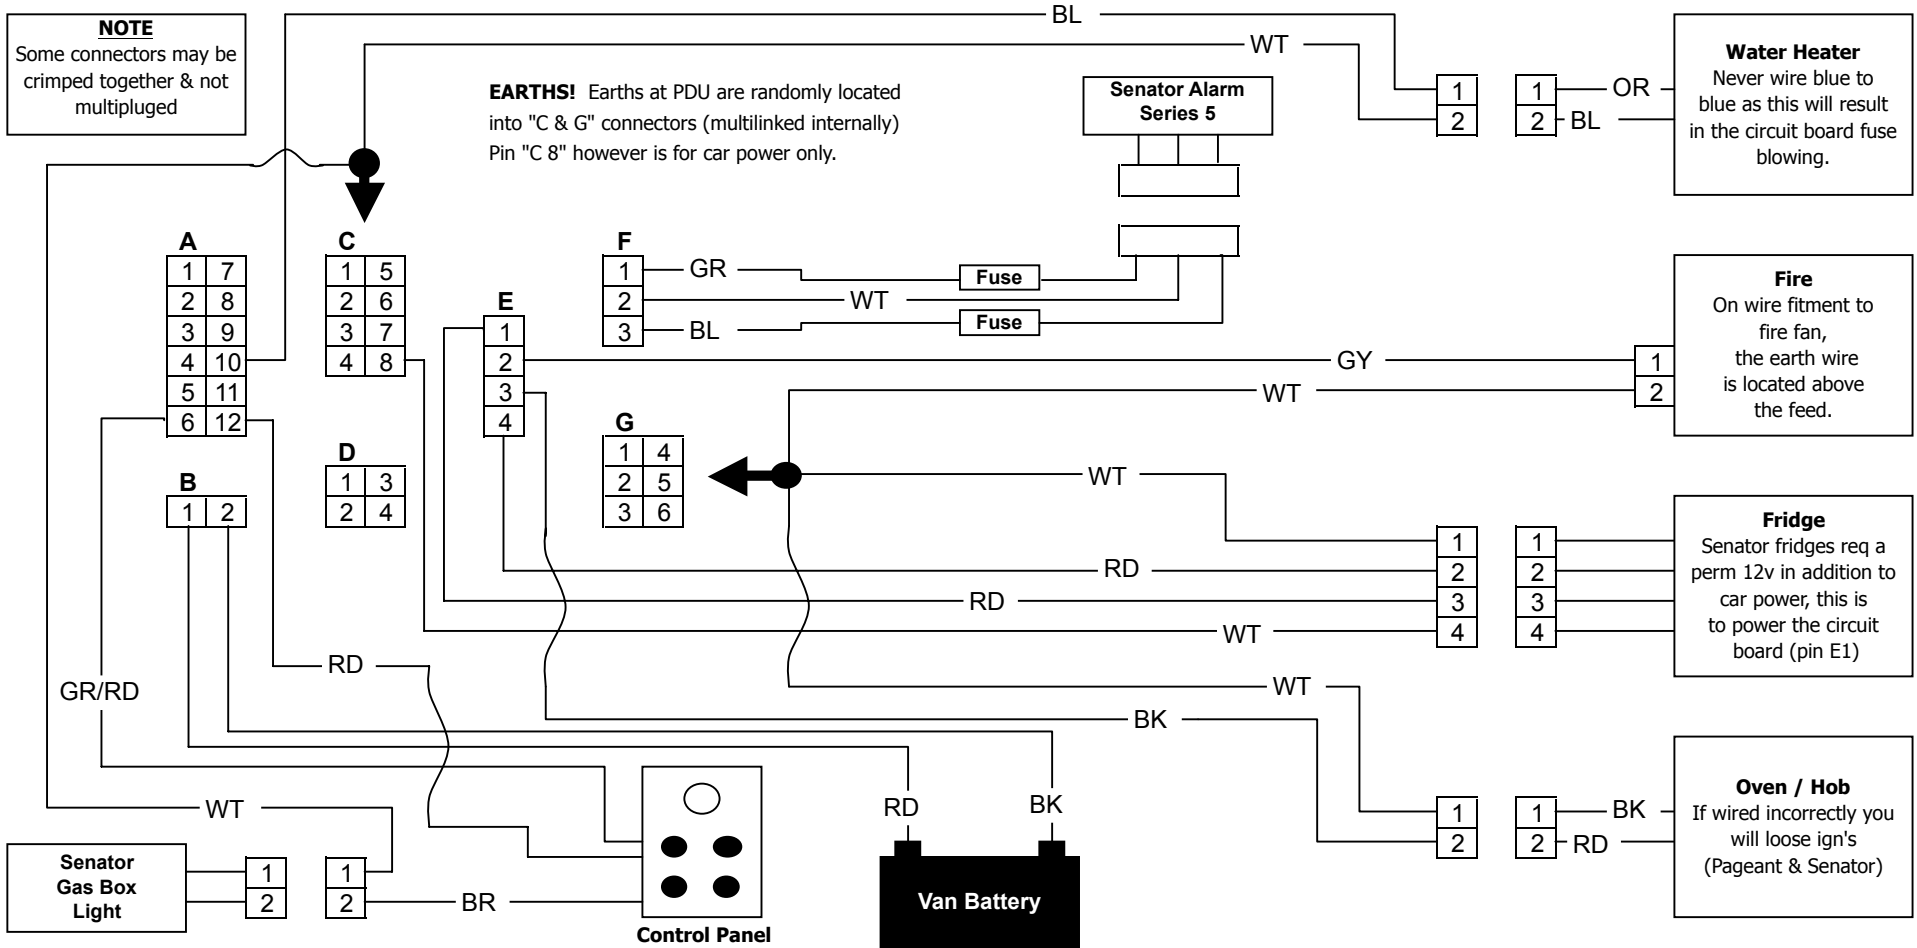 NOTE
Some connectors may be
crimped together & not
multipluged
BL
WT
EARTHS! Earths at PDU are randomly located
into "C & G" connectors (multilinked internally)
Pin "C 8" however is for car power only.
Senator Alarm
Series 5
1
2
1
2
OR
BL
Water Heater
Never wire blue to
blue as this will result
in the circuit board fuse
blowing.
A
1 7
2 8
3 9
4 10
5 11
6 12
B
1 2
C
1 5
2 6
3 7
4 8
D
1 3
2 4
E
1
2
3
4
F
1
2
3
GR
WT
BL
Fuse
Fuse
G
1 4
2 5
3 6
GY
WT
1
2
Fire
On wire fitment to
fire fan,
the earth wire
is located above
the feed.
WT
RD
RD
WT
1
2
3
4
1
2
3
4
Fridge
Senator fridges req a
perm 12v in addition to
car power, this is
to power the circuit
board (pin E1)
GR/RD
RD
WT
BK
RD
BK
WT
1
2
1
2
BK
RD
Oven / Hob
If wired incorrectly you
will loose ign's
(Pageant & Senator)
Senator
Gas Box
Light
1
2
1
2
BR
Control Panel
Van Battery